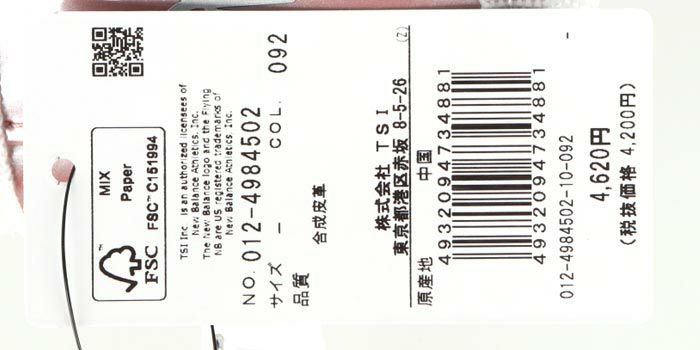 MIX
Paper
FSC
FSC™ C151994
TSI Inc. is an authorized licensees of
New Balance Athletics, Inc.
The New Balance logo and the Flying
NB are US registered trademarks of
New Balance Athletics, Inc.
NO. 012-4984502
サイズ － COL. 092
品質
合成皮革
株式会社 TSI
東京都港区赤坂 8-5-26
(Z)
原産地 中国
4932094734881
4932094734881
012-4984502-10-092
4,620円
(税抜価格 4,200円)
-